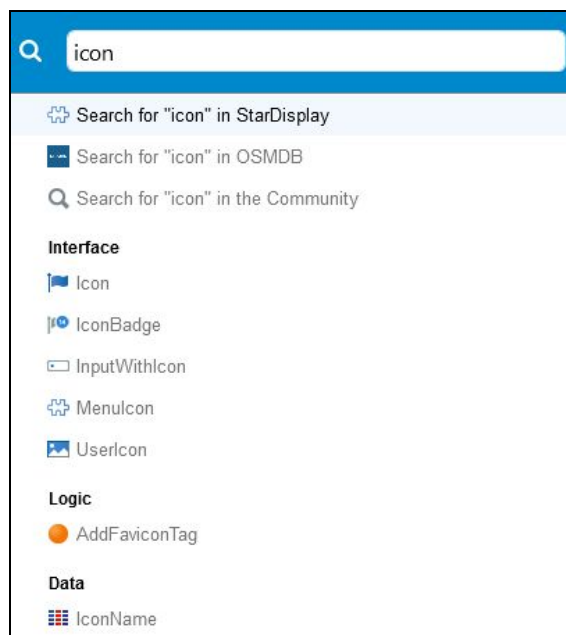 icon
Search for "icon" in StarDisplay
Search for "icon" in OSMDB
Search for "icon" in the Community
Interface
Icon
IconBadge
InputWithIcon
MenuIcon
UserIcon
Logic
AddFaviconTag
Data
IconName